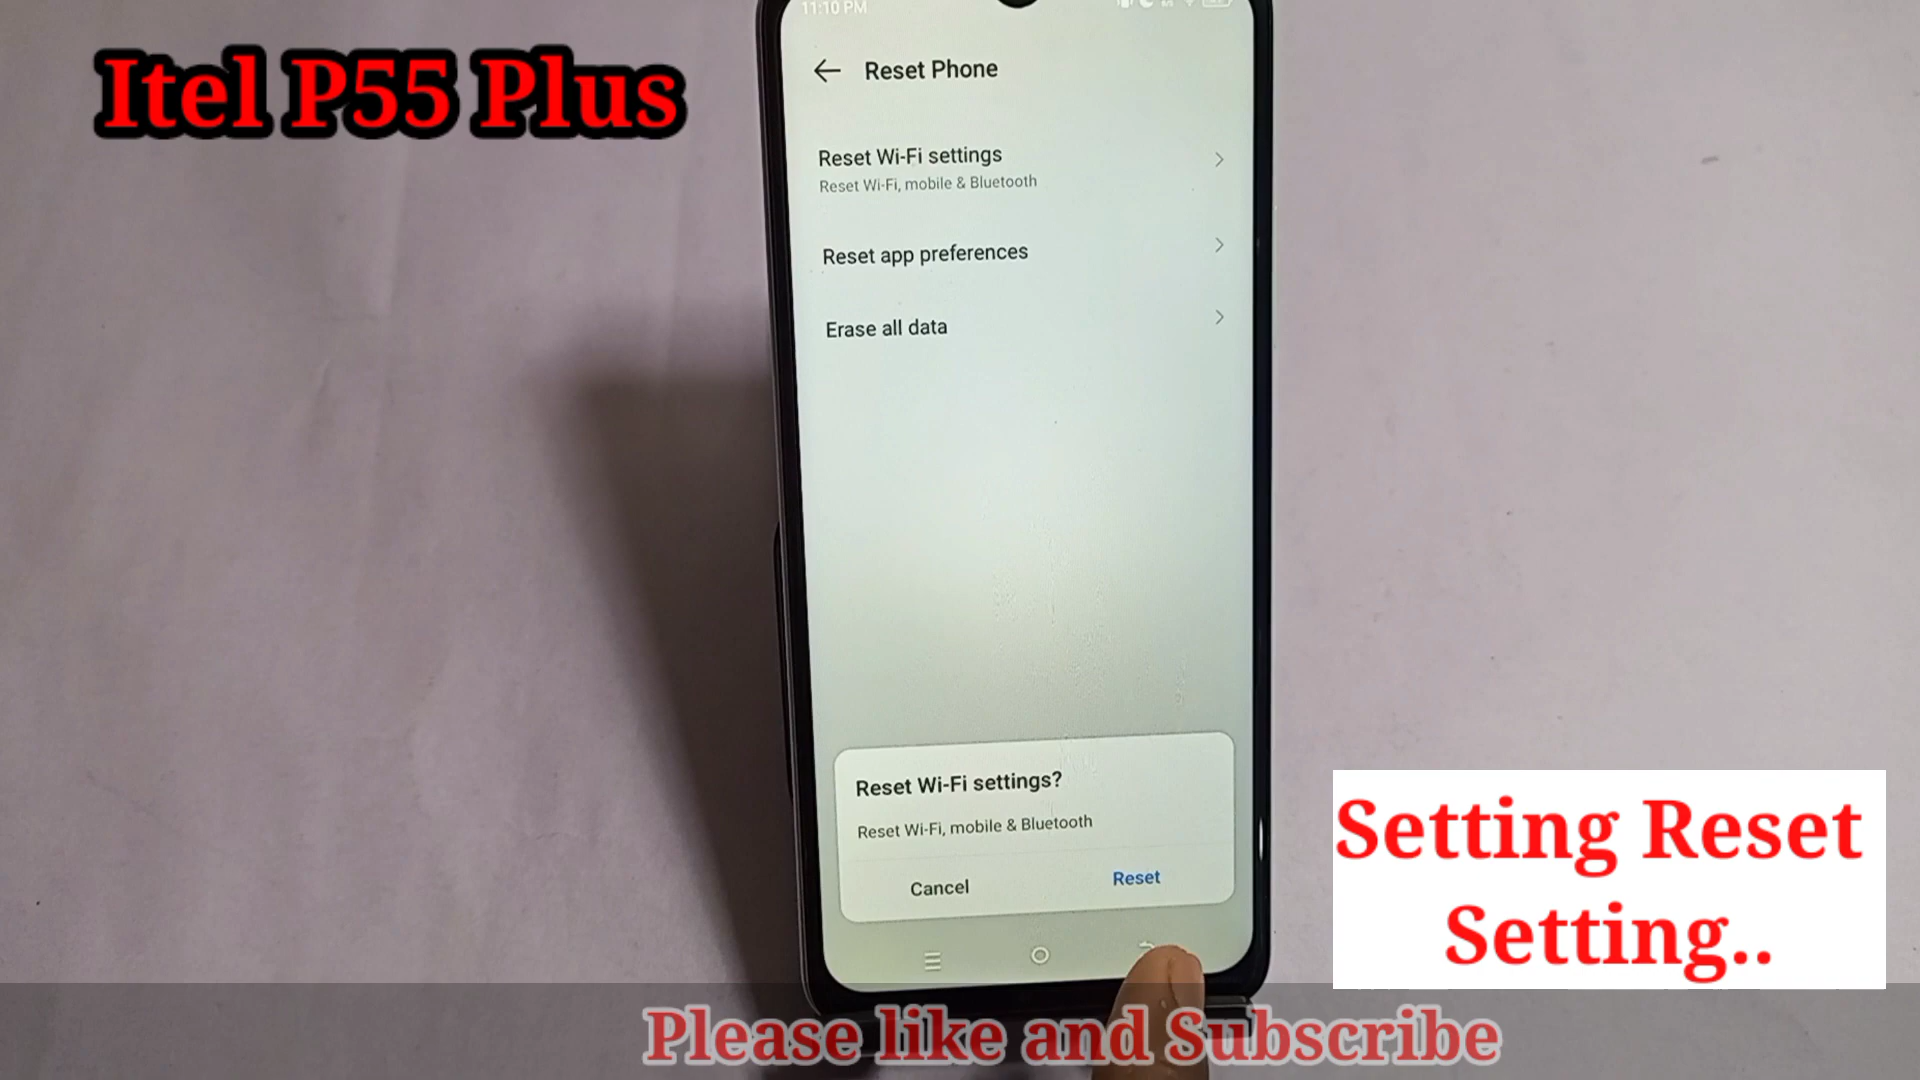 11:10 PM
Itel P55 Plus
Reset Phone
Reset Wi-Fi settings
Reset Wi-Fi, mobile & Bluetooth
Reset app preferences
Erase all data
Reset Wi-Fi settings?
Reset Wi-Fi, mobile & Bluetooth
Cancel
Reset
Setting Reset
Setting..
Please like and Subscribe